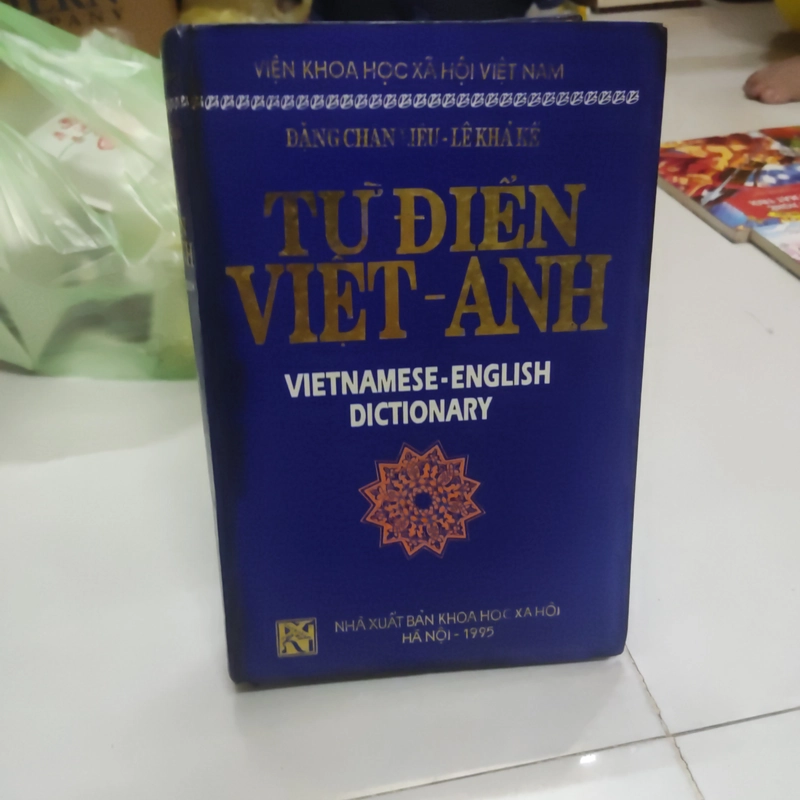 VIỆN KHOA HỌC XÃ HỘI VIỆT NAM
ĐẶNG CHẤN LIÊU - LÊ KHẢ KẾ
TỪ ĐIỂN
VIỆT - ANH
VIETNAMESE-ENGLISH
DICTIONARY
NHÀ XUẤT BẢN KHOA HỌC XÃ HỘI
HÀ NỘI - 1995